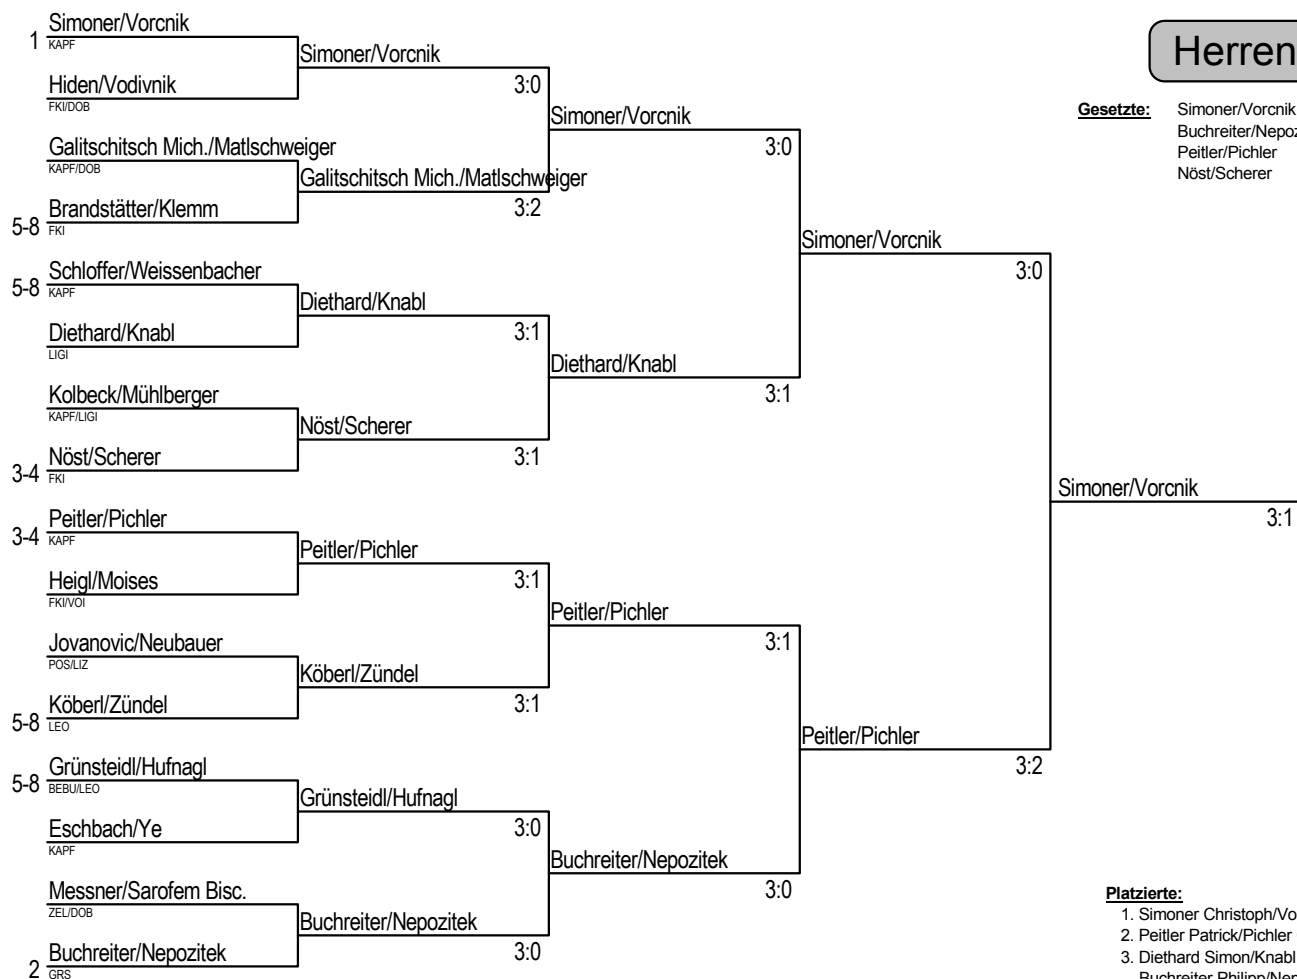 Simoner/Vorcnik
1 KAPF
Hiden/Vodivnik
FKI/DOB
Galitschitsch Mich./Matlschweiger
KAPF/DOB
Brandstätter/Klemm
5-8 FKI
Schloffer/Weissenbacher
5-8 KAPF
Diethard/Knabl
LIGI
Kolbeck/Mühlberger
KAPF/LIGI
Nöst/Scherer
3-4 FKI
Peitler/Pichler
3-4 KAPF
Heigl/Moises
FKI/VOI
Jovanovic/Neubauer
POS/LIZ
Köberl/Zündel
5-8 LEO
Grünsteidl/Hufnagl
5-8 BEBU/LEO
Eschbach/Ye
KAPF
Messner/Sarofem Bisc.
ZEL/DOB
Buchreiter/Nepozitek
2 GRS
Simoner/Vorcnik
3:0
Galitschitsch Mich./Matlschweiger
3:2
Diethard/Knabl
3:1
Nöst/Scherer
3:1
Peitler/Pichler
3:1
Köberl/Zündel
3:1
Grünsteidl/Hufnagl
3:0
Buchreiter/Nepozitek
3:0
Simoner/Vorcnik
3:0
Diethard/Knabl
3:1
Peitler/Pichler
3:1
Buchreiter/Nepozitek
3:0
Simoner/Vorcnik
3:0
Peitler/Pichler
3:2
Simoner/Vorcnik
3:1
Herren
Gesetzte: Simoner/Vorcnik
Buchreiter/Nepoz
Peitler/Pichler
Nöst/Scherer
Platzierte:
1. Simoner Christoph/Vo
2. Peitler Patrick/Pichler
3. Diethard Simon/Knabl
Buchreiter Philipp/Nep